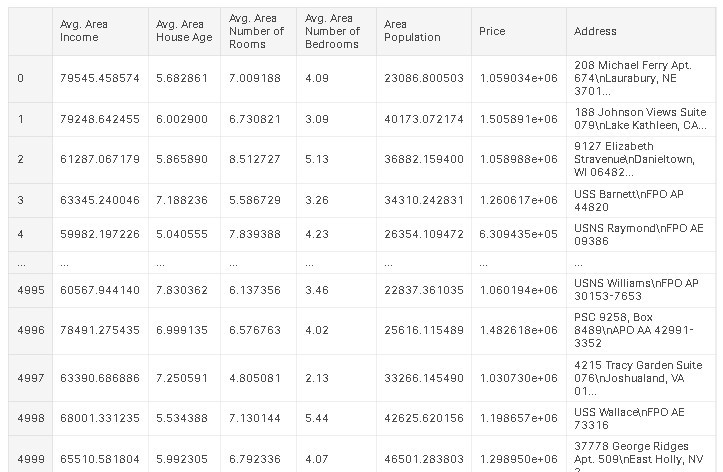 Avg. Area Income Avg. Area House Age Avg. Area Number of Rooms Avg. Area Number of Bedrooms Area Population Price Address
0 79545.458574 5.682861 7.009188 4.09 23086.800503 1.059034e+06 208 Michael Ferry Apt. 674\nLaurabury, NE 3701...
1 79248.642455 6.002900 6.730821 3.09 40173.072174 1.505891e+06 188 Johnson Views Suite 079\nLake Kathleen, CA...
2 61287.067179 5.865890 8.512727 5.13 36882.159400 1.058988e+06 9127 Elizabeth Stravenue\nDanieltown, WI 06482...
3 63345.240046 7.188236 5.586729 3.26 34310.242831 1.260617e+06 USS Barnett\nFPO AP 44820
4 59982.197226 5.040555 7.839388 4.23 26354.109472 6.309435e+05 USNS Raymond\nFPO AE 09386
... ... ... ... ... ... ... ...
4995 60567.944140 7.830362 6.137356 3.46 22837.361035 1.060194e+06 USNS Williams\nFPO AP 30153-7653
4996 78491.275435 6.999135 6.576763 4.02 25616.115489 1.482618e+06 PSC 9258, Box 8489\nAPO AA 42991-3352
4997 63390.686886 7.250591 4.805081 2.13 33266.145490 1.030730e+06 4215 Tracy Garden Suite 076\nJoshualand, VA 01...
4998 68001.331235 5.534388 7.130144 5.44 42625.620156 1.198657e+06 USS Wallace\nFPO AE 73316
4999 65510.581804 5.992305 6.792336 4.07 46501.283803 1.298950e+06 37778 George Ridges Apt. 509\nEast Holly, NV